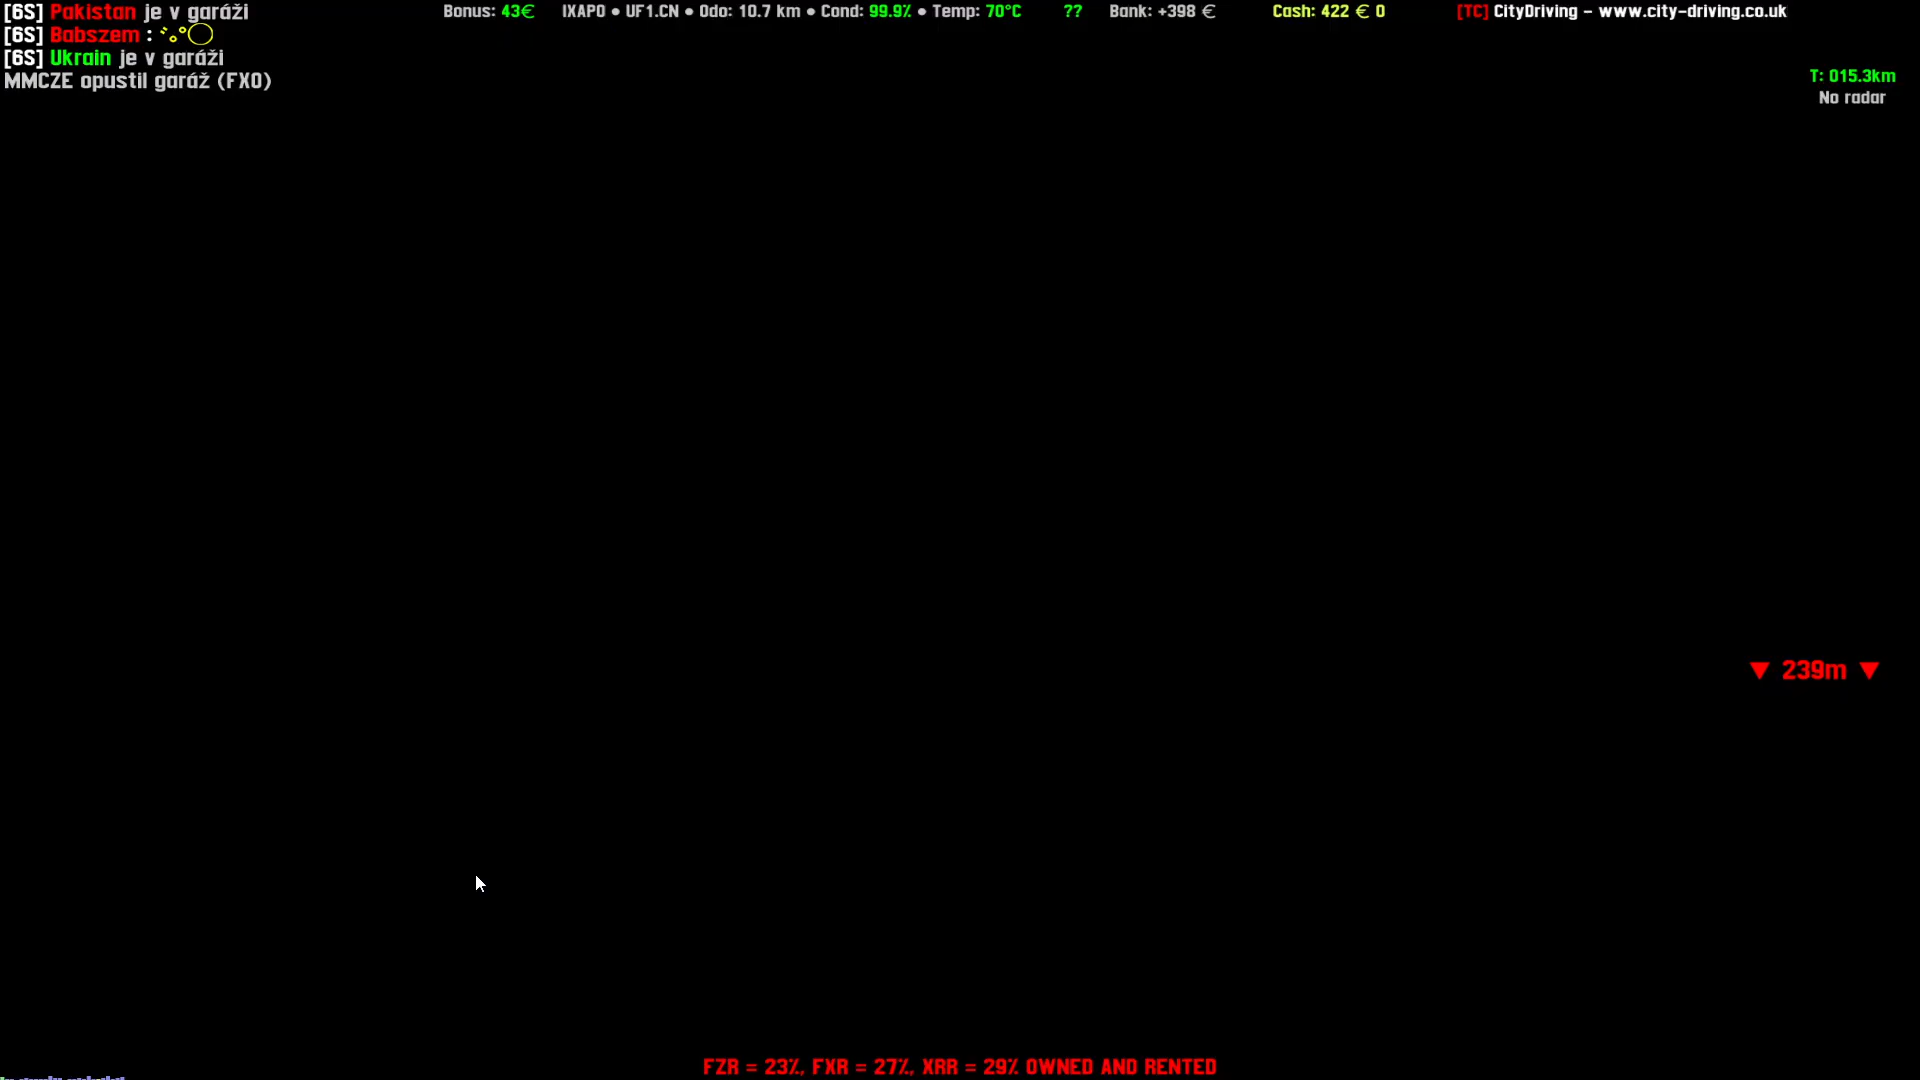 [6S] Pakistan je v garáži
Bonus: 43€ IXAPO • UF1.CN • Odo: 10.7 km • Cond: 99.9% • Temp: 70°C ?? Bank: +398 € Cash: 422 € 0 [TC] CityDriving - www.city-driving.co.uk
[6S] Babszem :
[6S] Ukrain je v garáži
MMCZE opustil garáž (FXO)
T: 015.3km
No radar
▼ 239m ▼
FZR = 23%, FXR = 27%, XRR = 29% OWNED AND RENTED